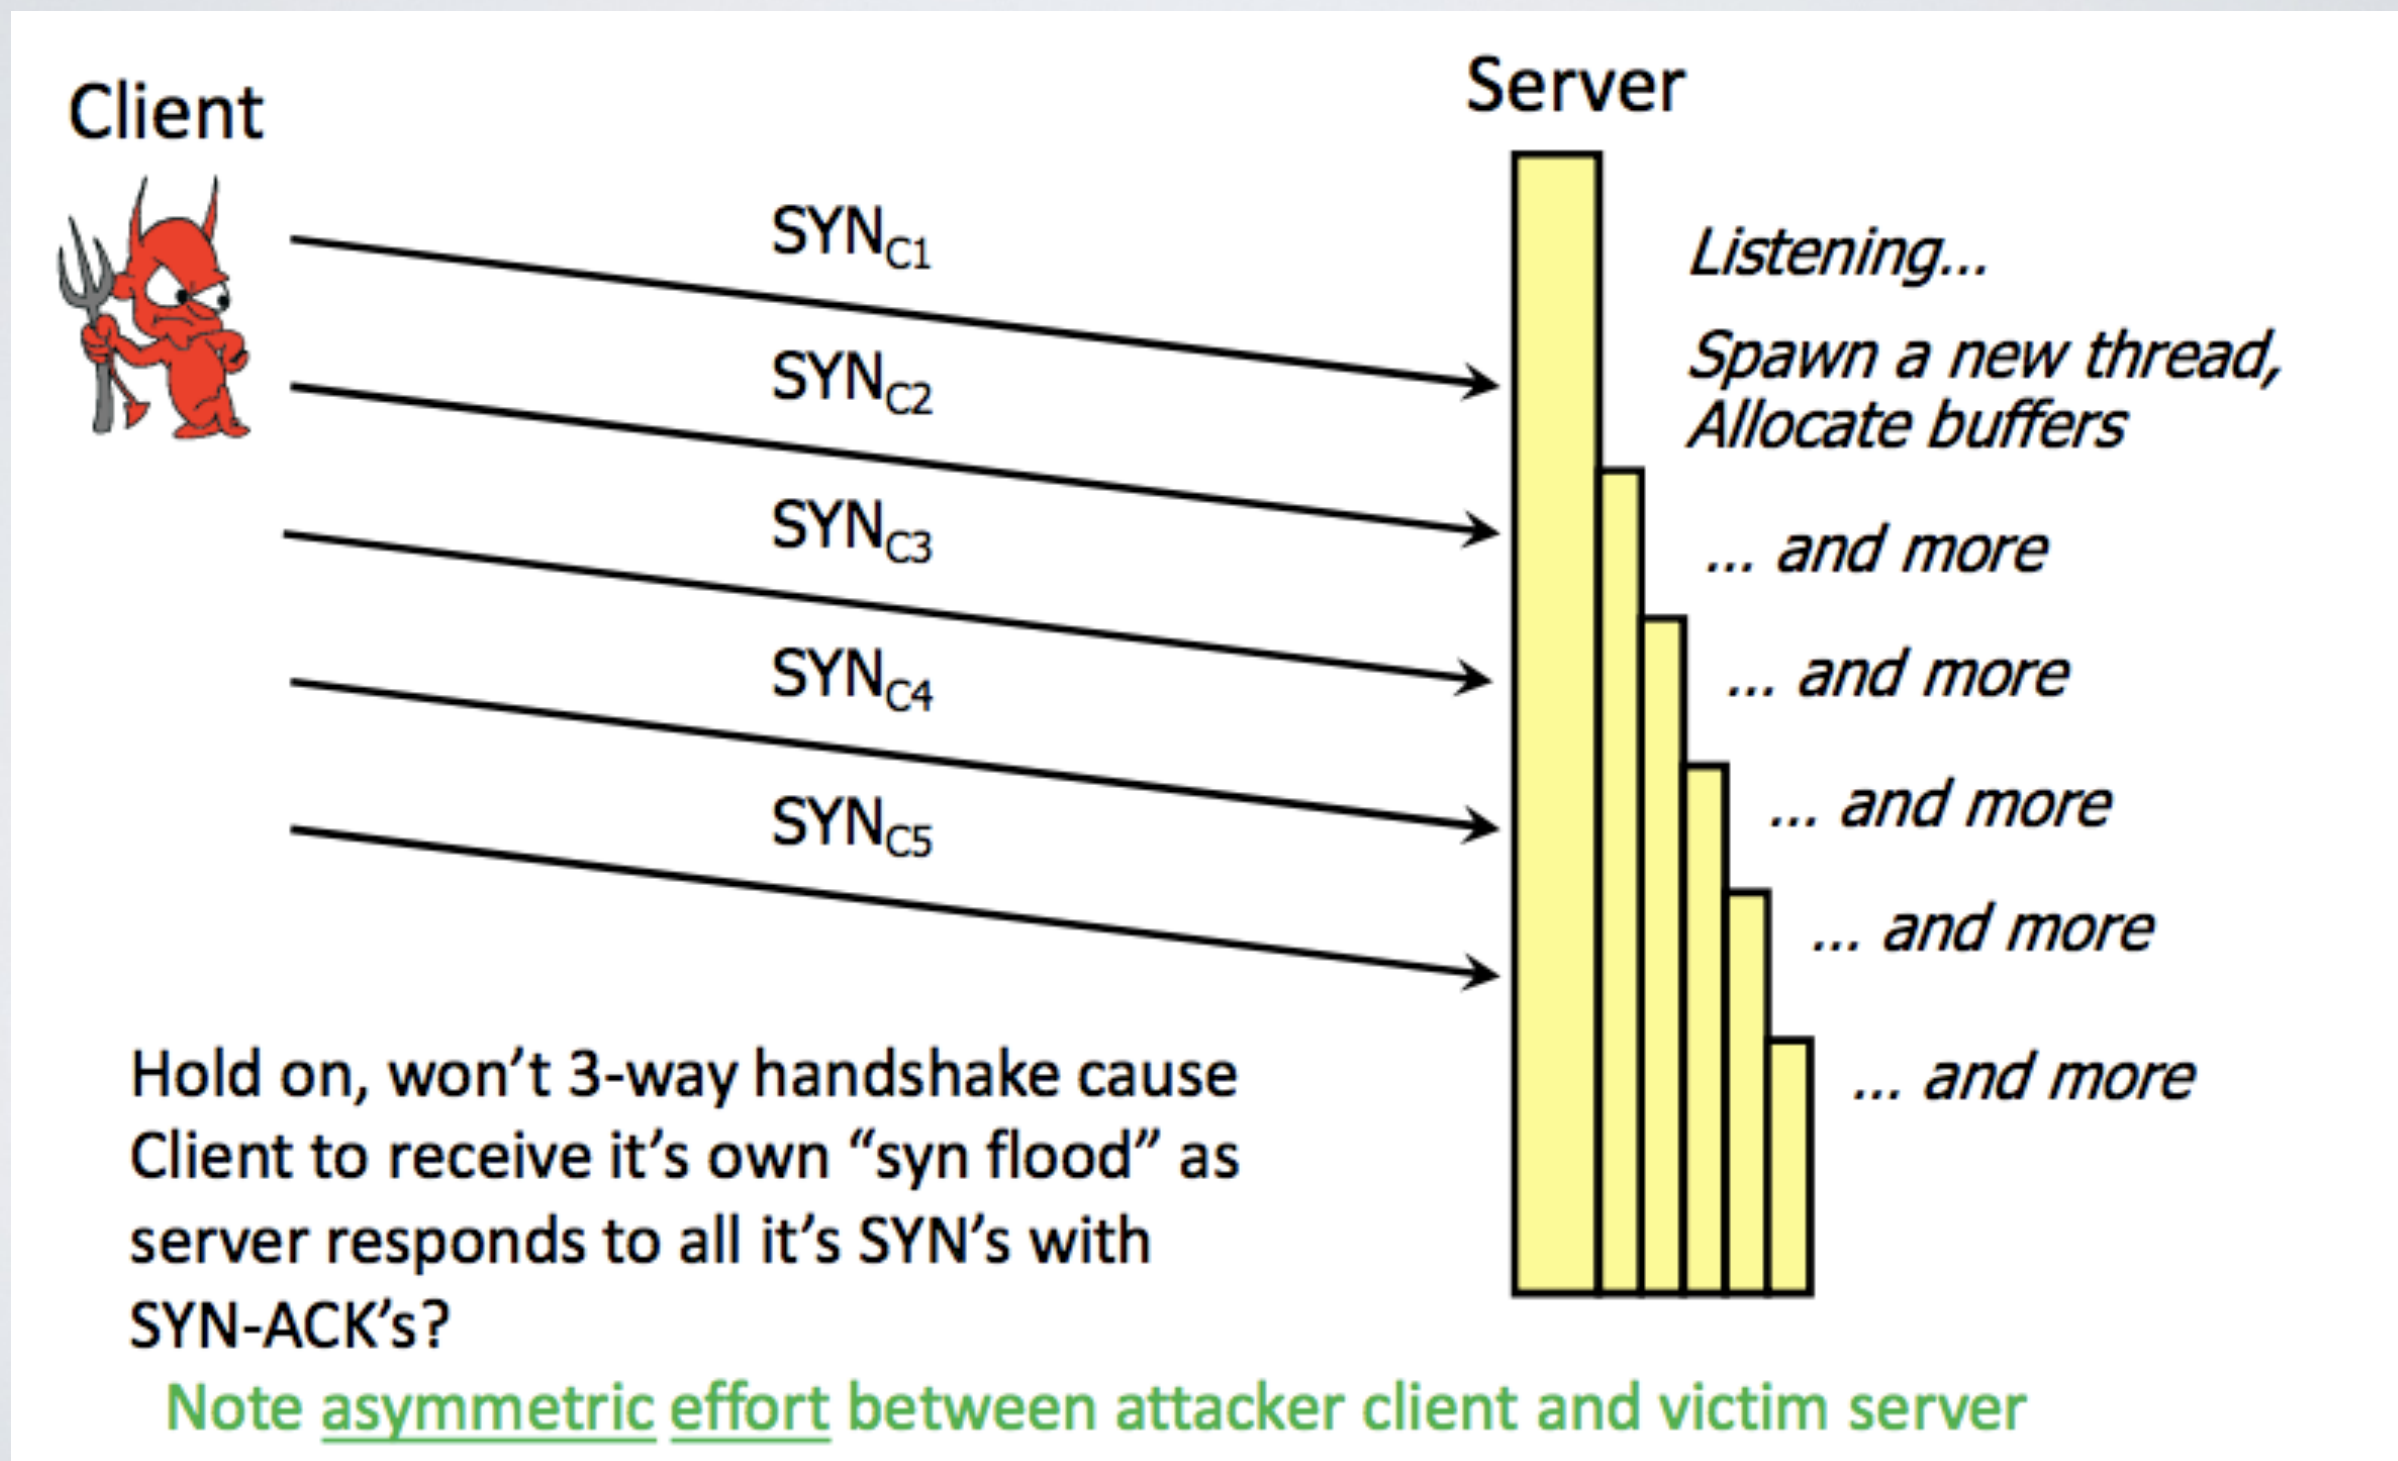 Client
Server
SYNC1
Listening...
Spawn a new thread,
Allocate buffers
SYNC2
SYNC3
... and more
SYNC4
... and more
SYNC5
... and more
... and more
... and more
Hold on, won’t 3-way handshake cause
Client to receive it’s own “syn flood” as
server responds to all it’s SYN’s with
SYN-ACK’s?
Note asymmetric effort between attacker client and victim server